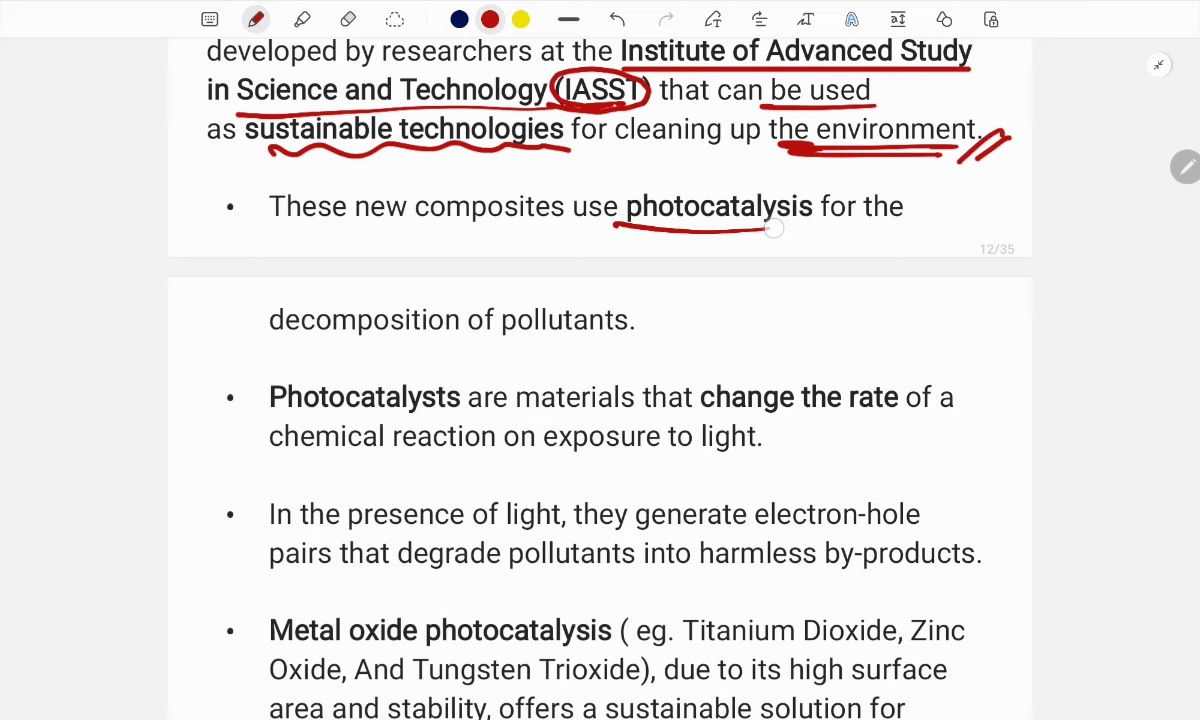 developed by researchers at the Institute of Advanced Study
in Science and Technology (IASST) that can be used
as sustainable technologies for cleaning up the environment.
• These new composites use photocatalysis for the
12/35
decomposition of pollutants.
• Photocatalysts are materials that change the rate of a
chemical reaction on exposure to light.
• In the presence of light, they generate electron-hole
pairs that degrade pollutants into harmless by-products.
• Metal oxide photocatalysis ( eg. Titanium Dioxide, Zinc
Oxide, And Tungsten Trioxide), due to its high surface
area and stability, offers a sustainable solution for